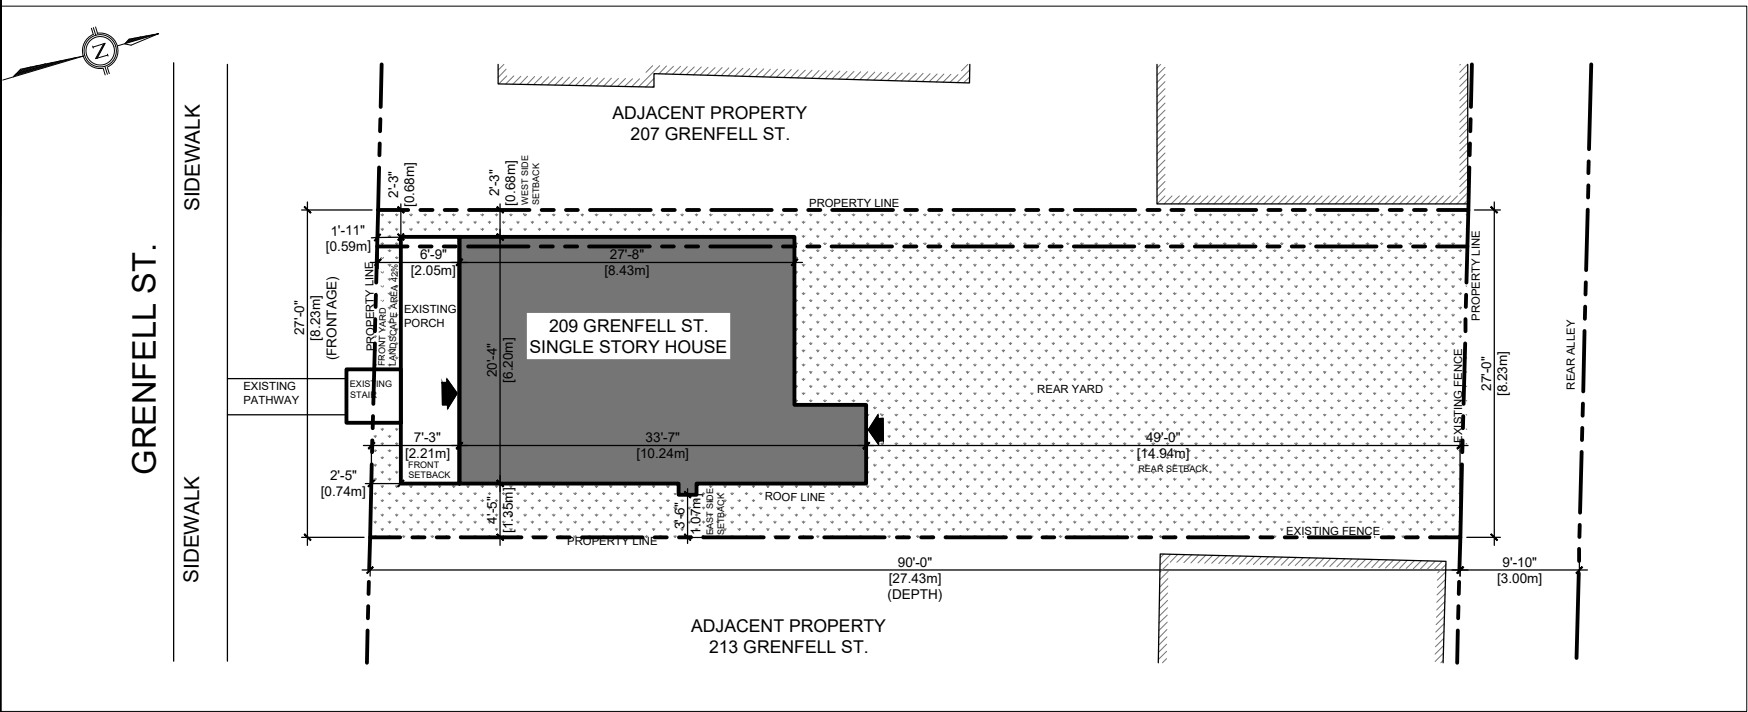 N
GRENFELL ST.
SIDEWALK
SIDEWALK
ADJACENT PROPERTY
207 GRENFELL ST.
2'-3"
[0.68m]
2'-3"
[0.68m]
WEST SIDE
SETBACK
PROPERTY LINE
1'-11"
[0.59m]
6'-9"
[2.05m]
27'-8"
[8.43m]
27'-0"
[8.23m]
(FRONTAGE)
PROPERTY LINE
FRONT YARD
LANDSCAPE AREA 42%
EXISTING
PORCH
209 GRENFELL ST.
SINGLE STORY HOUSE
20'-4"
[6.20m]
EXISTING
PATHWAY
EXISTING
STAIR
REAR YARD
PROPERTY LINE
EXISTING FENCE
27'-0"
[8.23m]
REAR ALLEY
7'-3"
[2.21m]
FRONT
SETBACK
33'-7"
[10.24m]
49'-0"
[14.94m]
REAR SETBACK
2'-5"
[0.74m]
4'-5"
[1.35m]
3'-6"
1.07m
EAST SIDE
SETBACK
ROOF LINE
PROPERTY LINE
EXISTING FENCE
90'-0"
[27.43m]
(DEPTH)
9'-10"
[3.00m]
ADJACENT PROPERTY
213 GRENFELL ST.